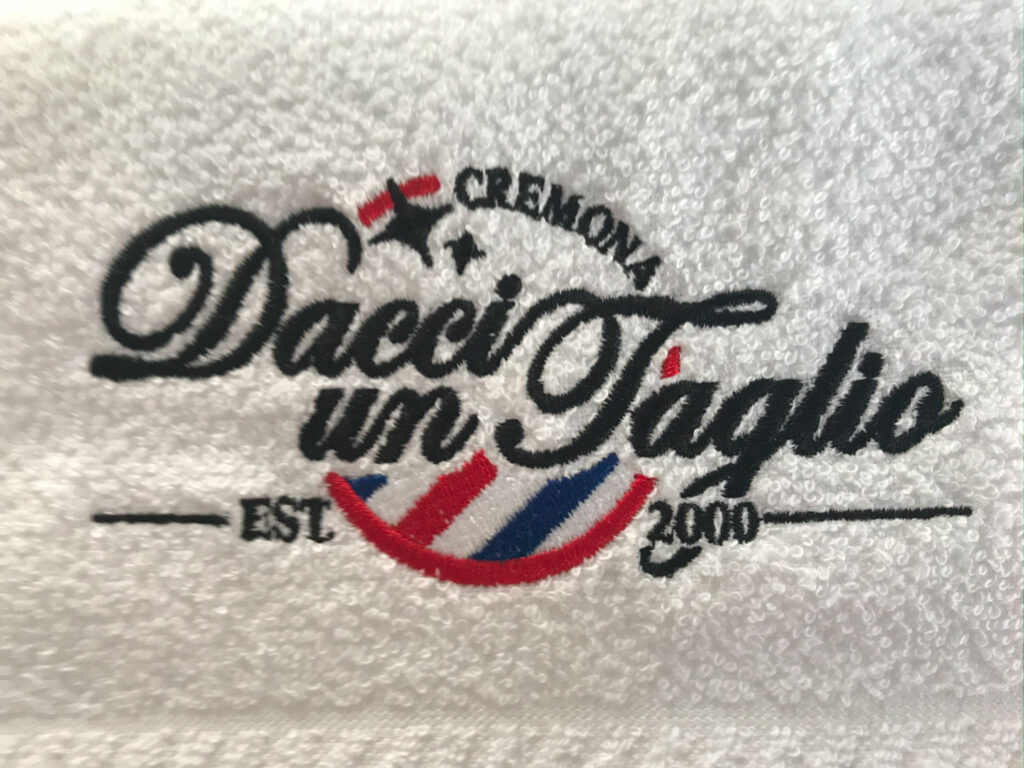 CREMONA
Dacci
un Taglio
EST. 2000